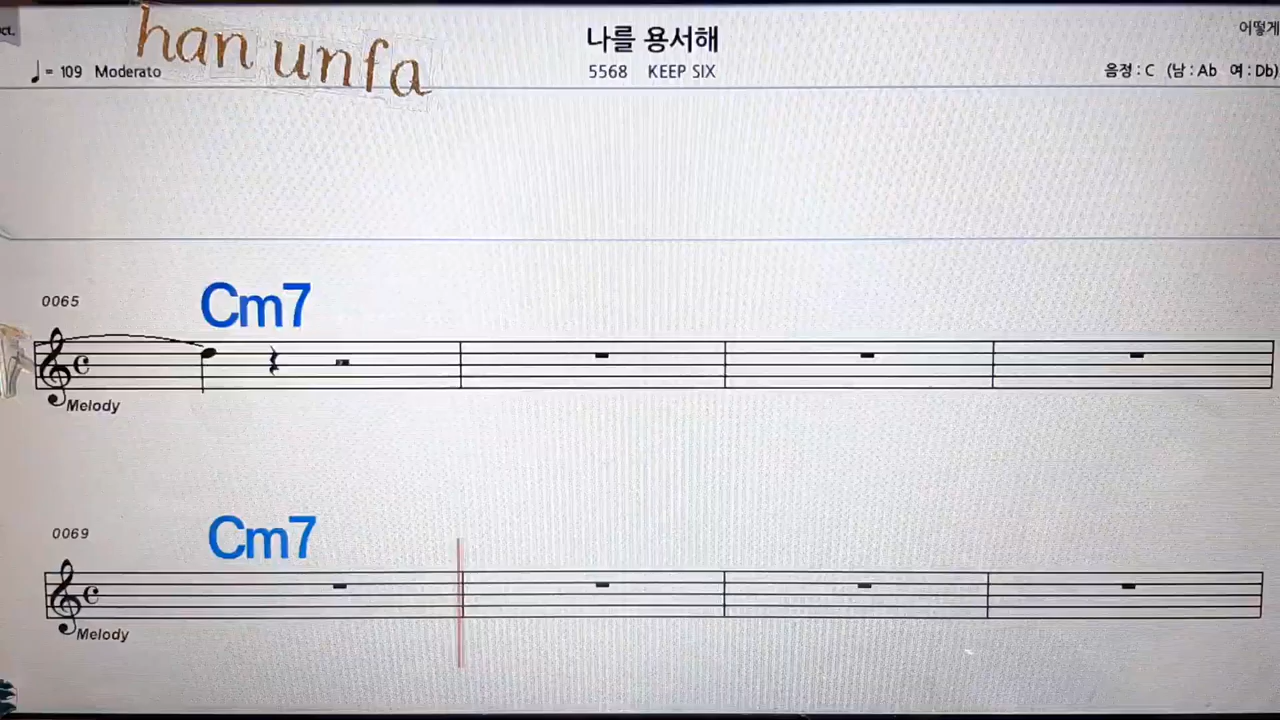 han unfa
나를 용서해
어떻게
♩= 109 Moderato
5568 KEEP SIX
음정 : C (남 : Ab 여 : Db)
0065
Cm7
Melody
0069
Cm7
Melody